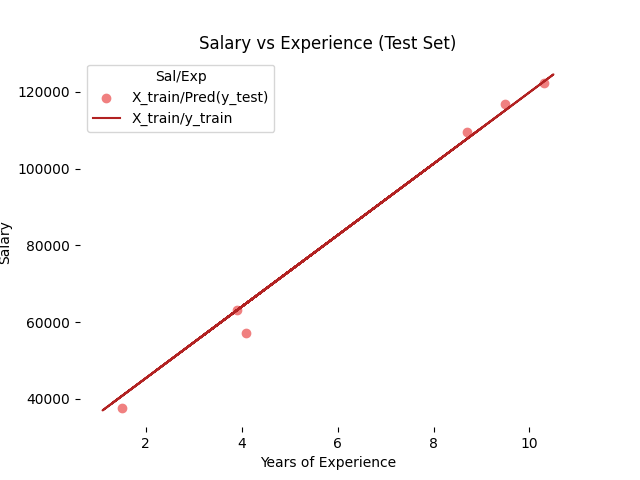 Salary vs Experience (Test Set)
Sal/Exp
X_train/Pred(y_test)
X_train/y_train
120000
100000
80000
60000
40000
Salary
2 4 6 8 10
Years of Experience